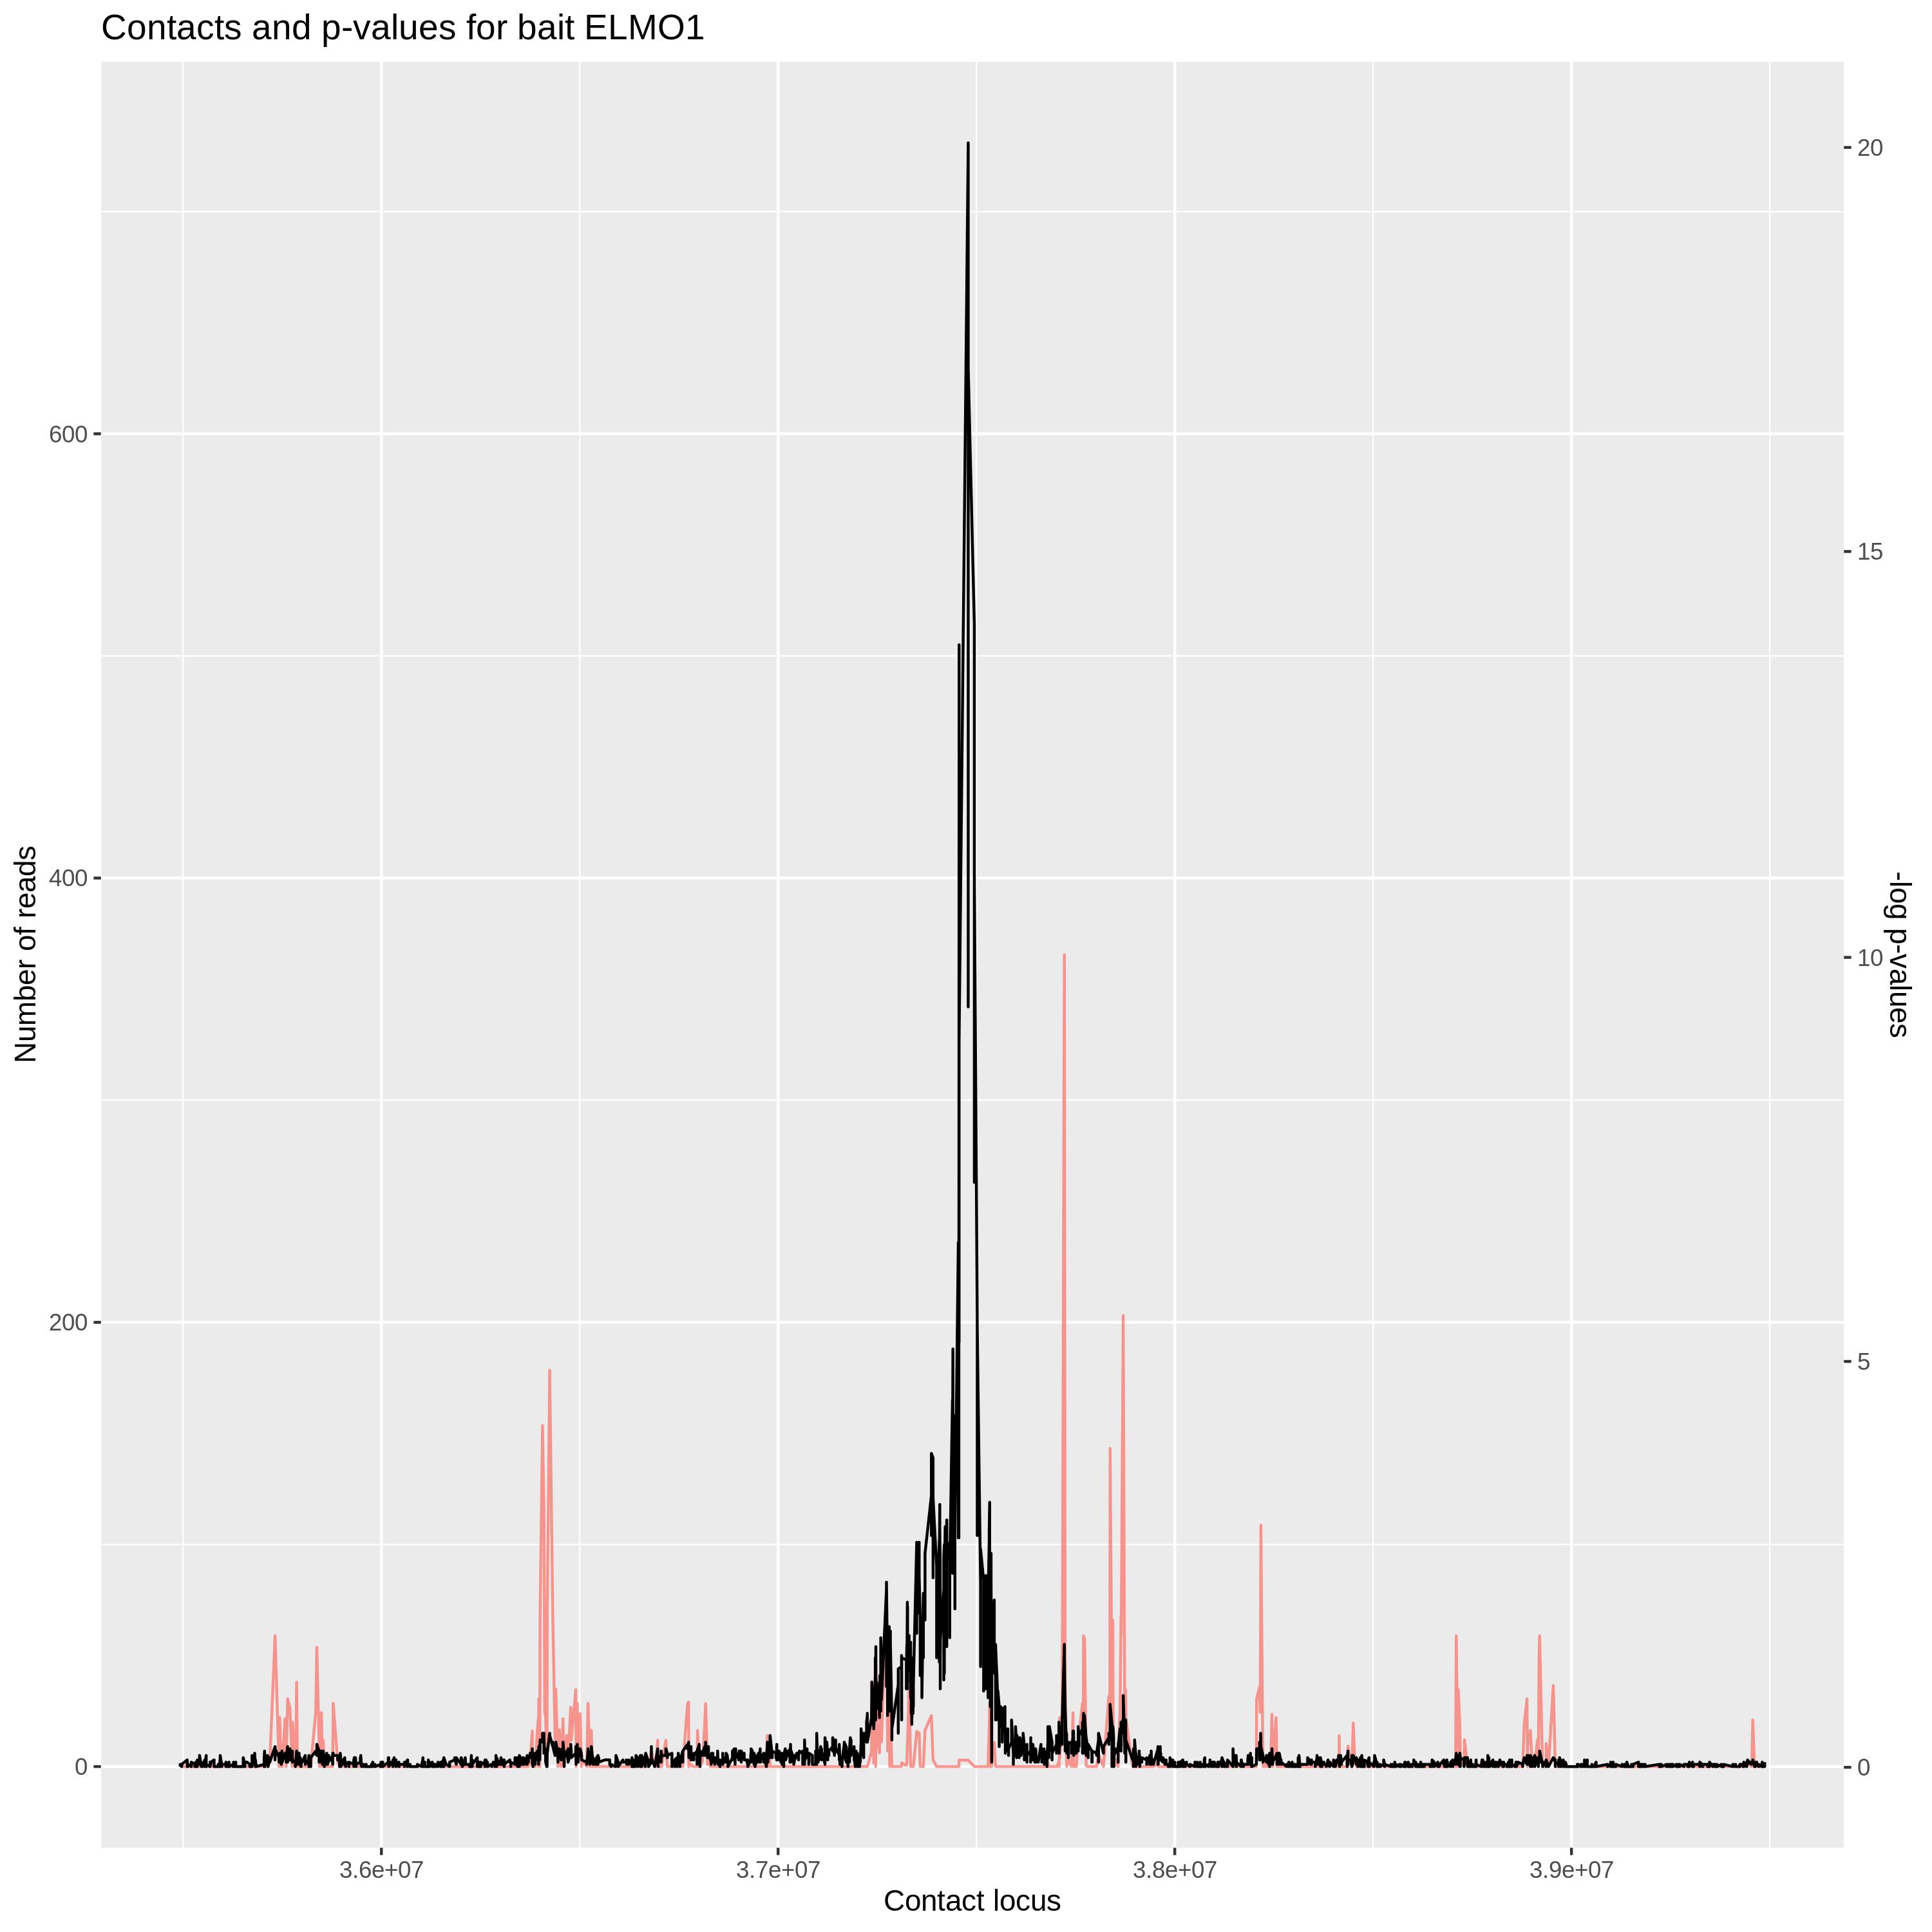 Contacts and p-values for bait ELMO1
Number of reads
600
400
200
0
20
15
10
5
0
-log p-values
3.6e+07
3.7e+07
3.8e+07
3.9e+07
Contact locus